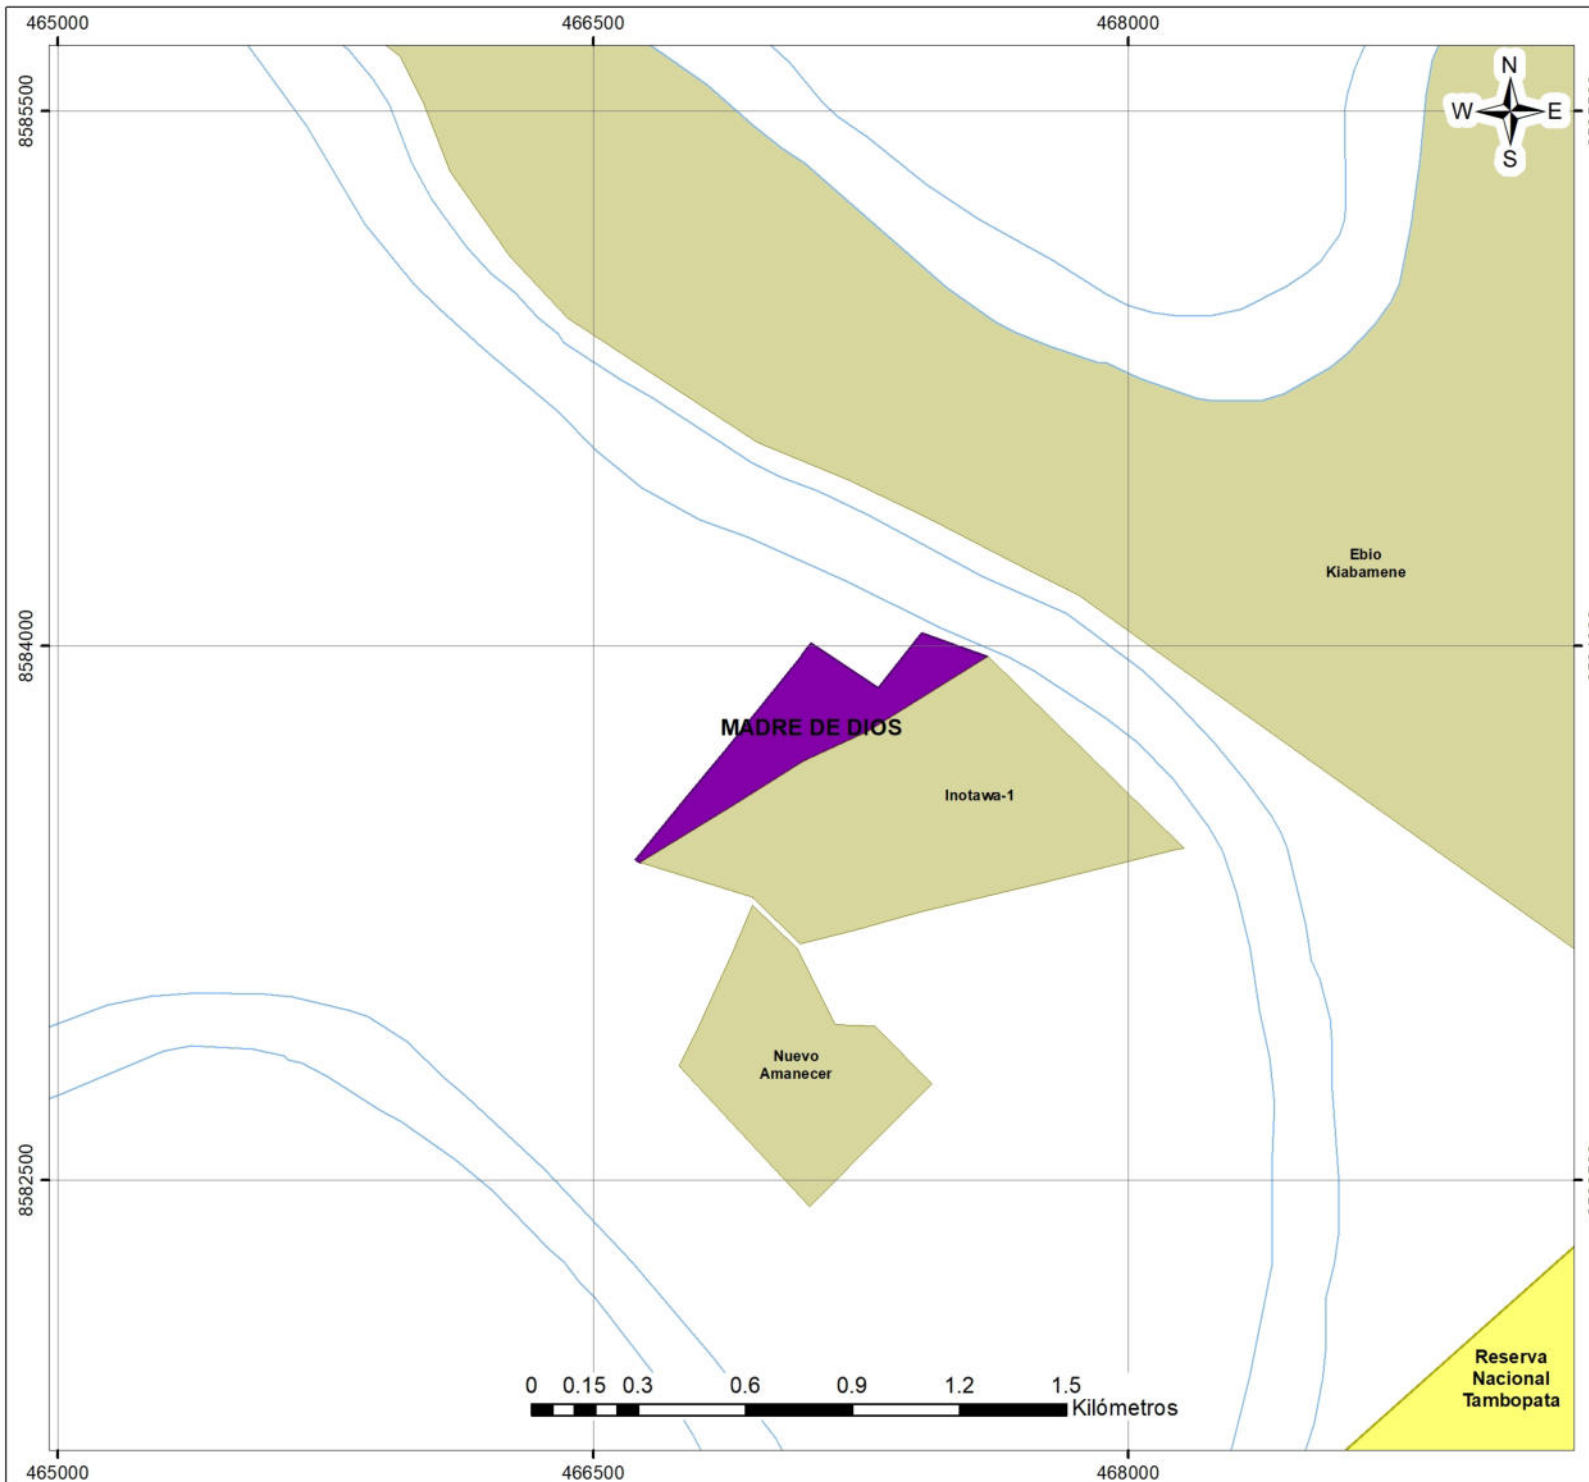 465000 466500 468000
N
W E
S
8585500
Ebio
Kiabamene
8584000
MADRE DE DIOS
Inotawa-1
Nuevo
Amanecer
8582500
Reserva
Nacional
Tambopata
0 0.15 0.3 0.6 0.9 1.2 1.5
Kilómetros
465000 466500 468000